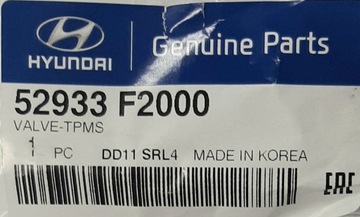 HYUNDAI
Genuine Parts
52933 F2000
VALVE-TPMS
1 PC DD11 SRL4 MADE IN KOREA
EAC